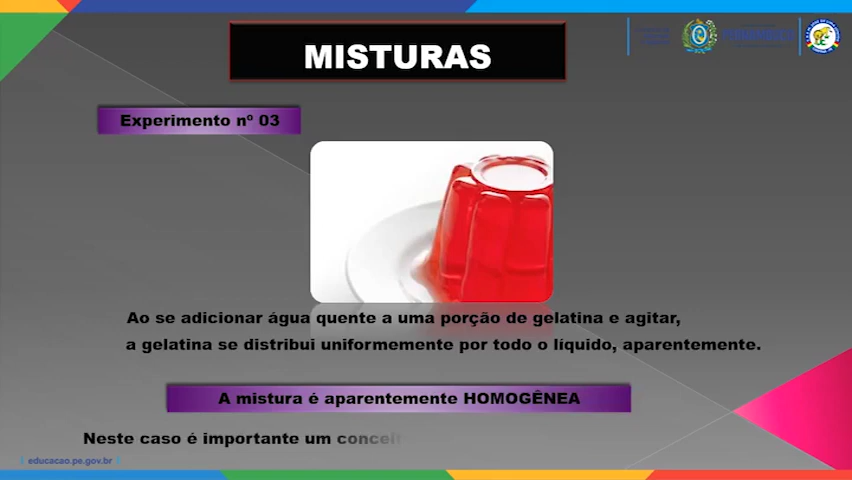 MISTURAS
Experimento nº 03
Ao se adicionar água quente a uma porção de gelatina e agitar,
a gelatina se distribui uniformemente por todo o líquido, aparentemente.
A mistura é aparentemente HOMOGÊNEA
Neste caso é importante um concei
educacao.pe.gov.br